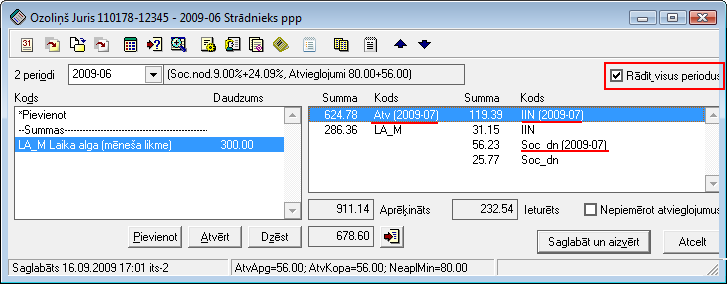 Ozoliņš Juris 110178-12345 - 2009-06 Strādnieks ppp
2 periodi 2009-06 (Soc.nod.9.00%+24.09%, Atvieglojumi 80.00+56.00) Rādīt visus periodus
Kods Daudzums Summa Kods Summa Kods
*Pievienot 624.78 Atv (2009-07) 119.39 IIN (2009-07)
--Summas-- 286.36 LA_M 31.15 IIN
LA_M Laika alga (mēneša likme) 300.00 56.23 Soc_dn (2009-07)
25.77 Soc_dn
911.14 Aprēķināts 232.54 Ieturēts Nepiemērot atvieglojumus
Pievienot Atvērt Dzēst 678.60 Saglabāt un aizvērt Atcelt
Saglabāts 16.09.2009 17:01 its-2 AtvApg=56.00; AtvKopa=56.00; NeaplMin=80.00